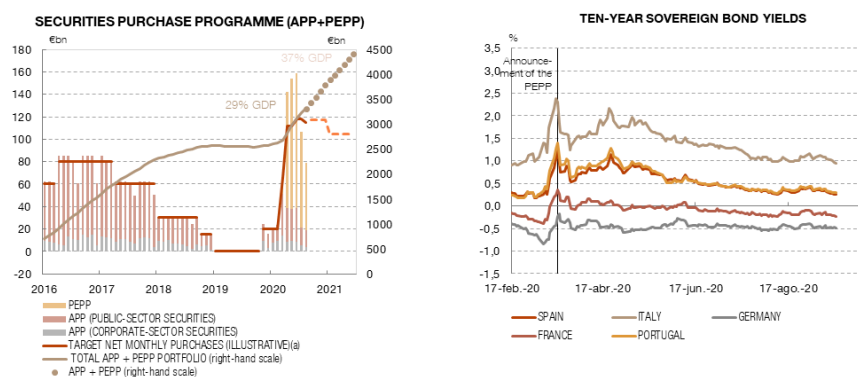 SECURITIES PURCHASE PROGRAMME (APP+PEPP)
€bn
€bn
180
160
140
120
100
80
60
40
20
0
-20
4500
4000
3500
3000
2500
2000
1500
1000
500
0
37% GDP
29% GDP
2016
2017
2018
2019
2020
2021
PEPP
APP (PUBLIC-SECTOR SECURITIES)
APP (CORPORATE-SECTOR SECURITIES)
TARGET NET MONTHLY PURCHASES (ILLUSTRATIVE)(a)
TOTAL APP + PEPP PORTFOLIO (right-hand scale)
APP + PEPP (right-hand scale)
TEN-YEAR SOVEREIGN BOND YIELDS
%
3,5
3,0
2,5
2,0
1,5
1,0
0,5
0,0
-0,5
-1,0
-1,5
Announce-
ment of the
PEPP
17-feb.-20
17-abr.-20
17-jun.-20
17-ago.-20
SPAIN
ITALY
GERMANY
FRANCE
PORTUGAL